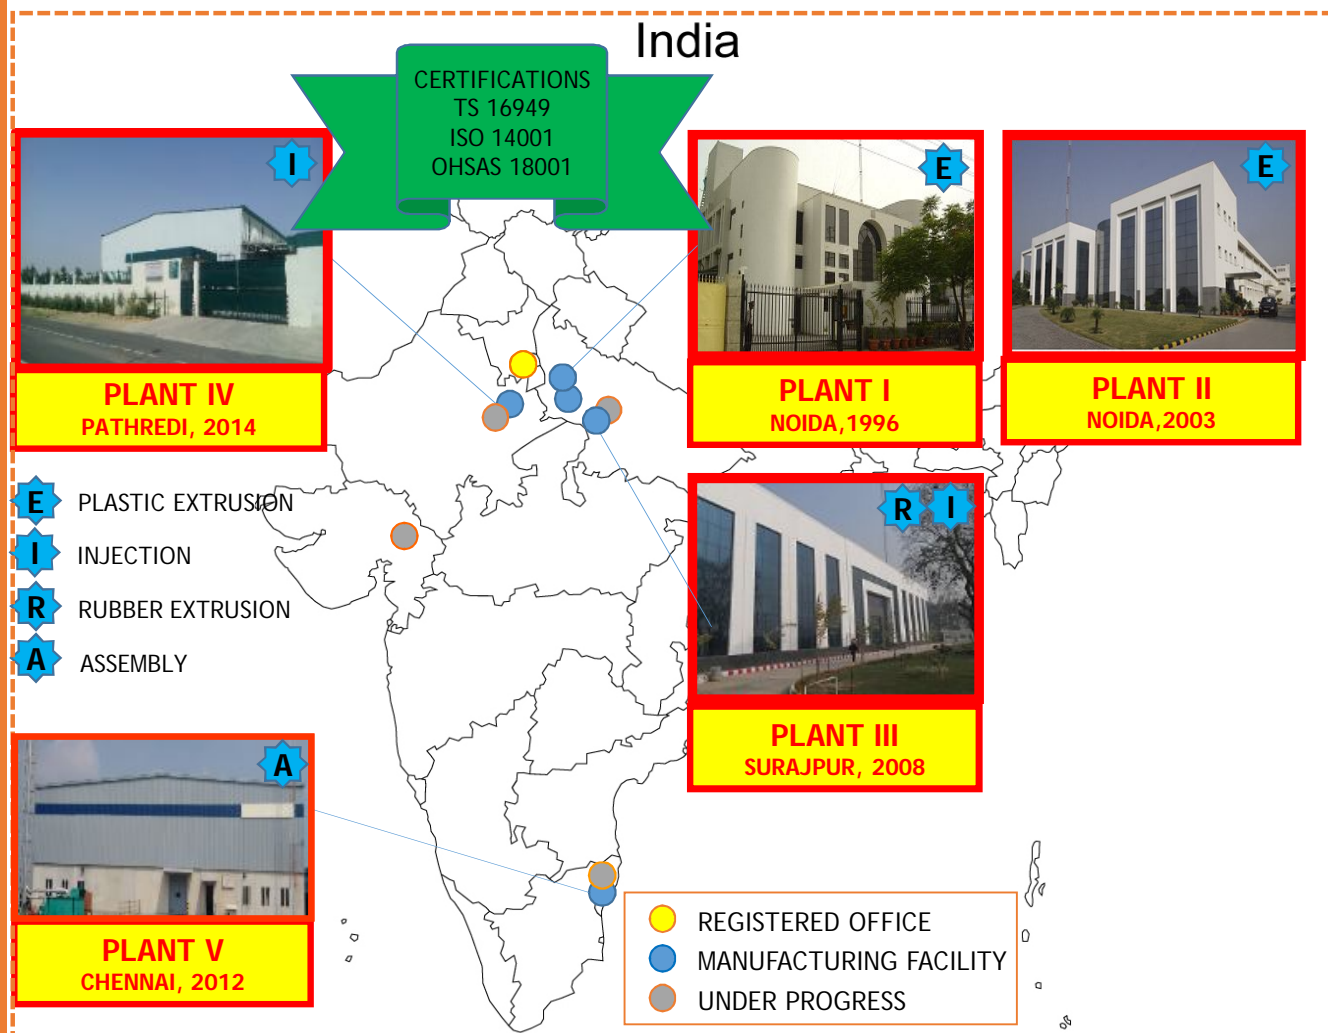 India
CERTIFICATIONS
TS 16949
ISO 14001
OHSAS 18001
I
PLANT IV
PATHREDI, 2014
E
PLANT I
NOIDA,1996
E
PLANT II
NOIDA,2003
E PLASTIC EXTRUSION
I INJECTION
R RUBBER EXTRUSION
A ASSEMBLY
R I
PLANT III
SURAJPUR, 2008
A
PLANT V
CHENNAI, 2012
REGISTERED OFFICE
MANUFACTURING FACILITY
UNDER PROGRESS